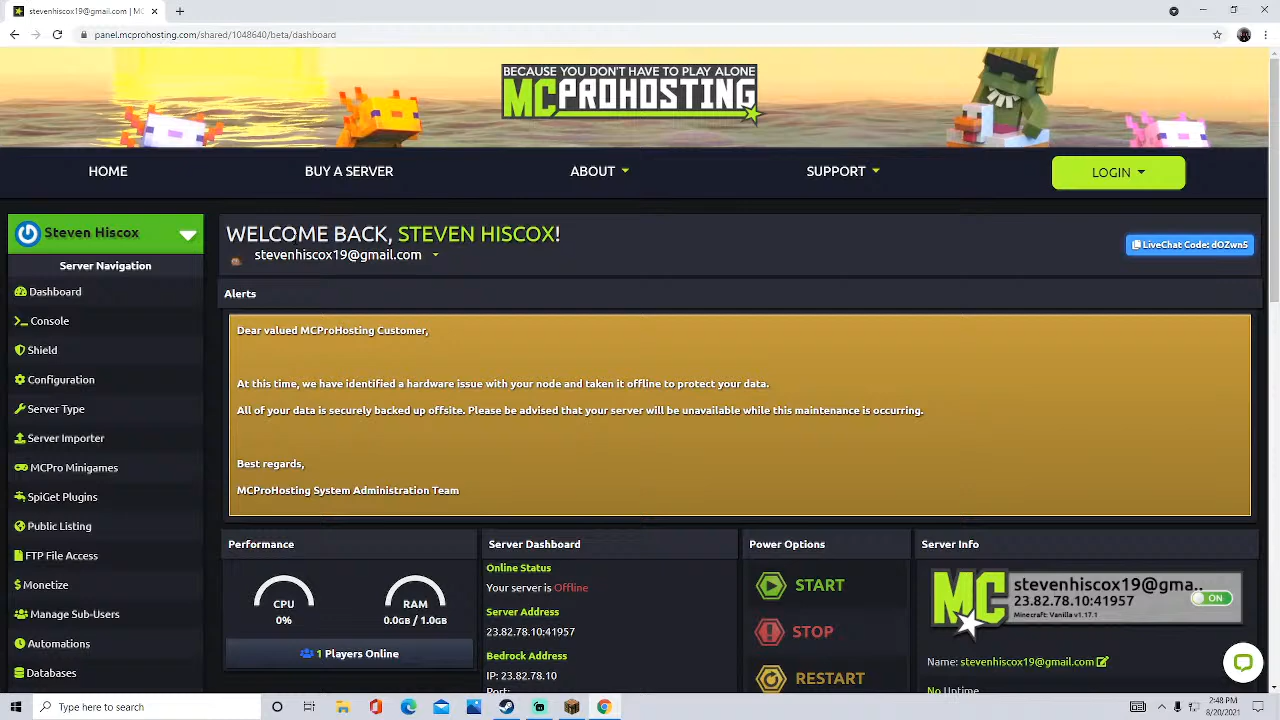 stevenhiscox19@gmail.com | MC
panel.mcprohosting.com/shared/1048640/beta/dashboard
BECAUSE YOU DON'T HAVE TO PLAY ALONE
MCPROHOSTING
HOME
BUY A SERVER
ABOUT
SUPPORT
LOGIN
Steven Hiscox
Server Navigation
Dashboard
Console
Shield
Configuration
Server Type
Server Importer
MCPro Minigames
SpiGet Plugins
Public Listing
FTP File Access
Monetize
Manage Sub-Users
Automations
Databases
WELCOME BACK, STEVEN HISCOX!
stevenhiscox19@gmail.com
LiveChat Code: dOZwn5
Alerts
Dear valued MCProHosting Customer,
At this time, we have identified a hardware issue with your node and taken it offline to protect your data.
All of your data is securely backed up offsite. Please be advised that your server will be unavailable while this maintenance is occurring.
Best regards,
MCProHosting System Administration Team
Performance
CPU
0%
RAM
0.0GB / 1.0GB
1 Players Online
Server Dashboard
Online Status
Your server is Offline
Server Address
23.82.78.10:41957
Bedrock Address
IP: 23.82.78.10
Port:
Power Options
START
STOP
RESTART
Server Info
MC
stevenhiscox19@gma..
23.82.78.10:41957
Minecraft: Vanilla v1.17.1
ON
Name: stevenhiscox19@gmail.com
No Uptime
Type here to search
2:48 PM
8/20/2021